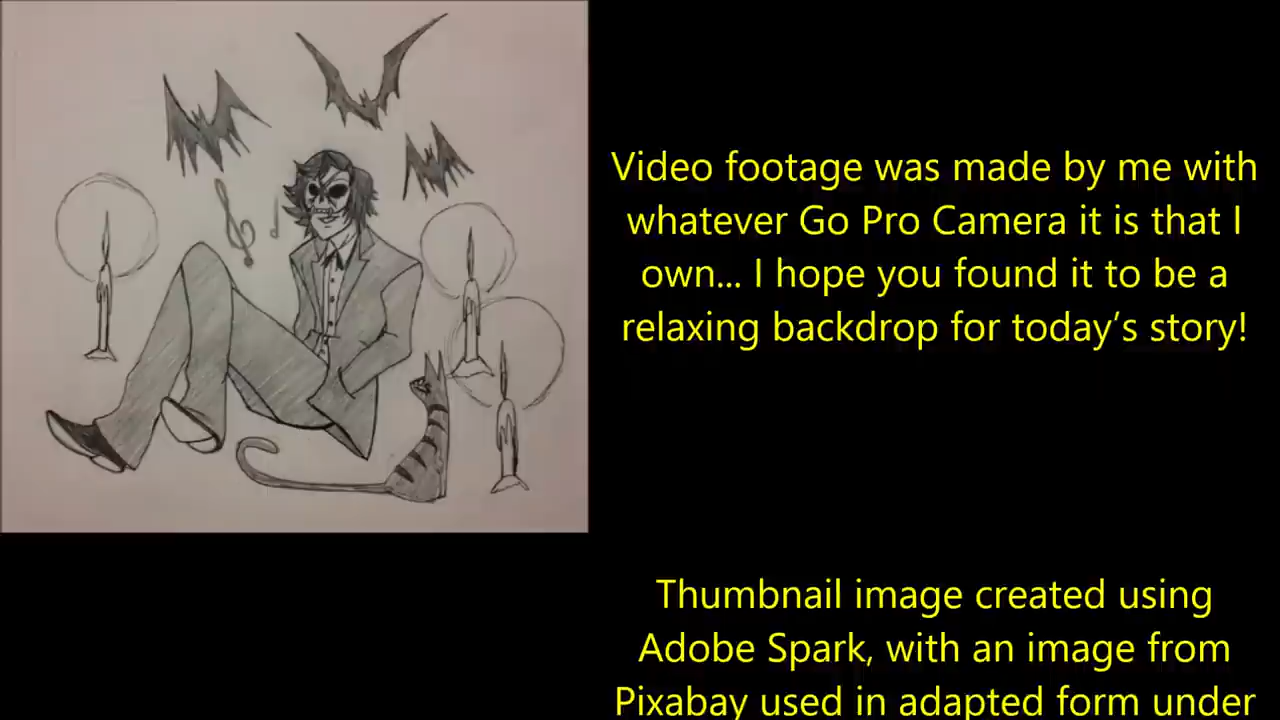 Video footage was made by me with
whatever Go Pro Camera it is that I
own... I hope you found it to be a
relaxing backdrop for today’s story!
Thumbnail image created using
Adobe Spark, with an image from
Pixabay used in adapted form under